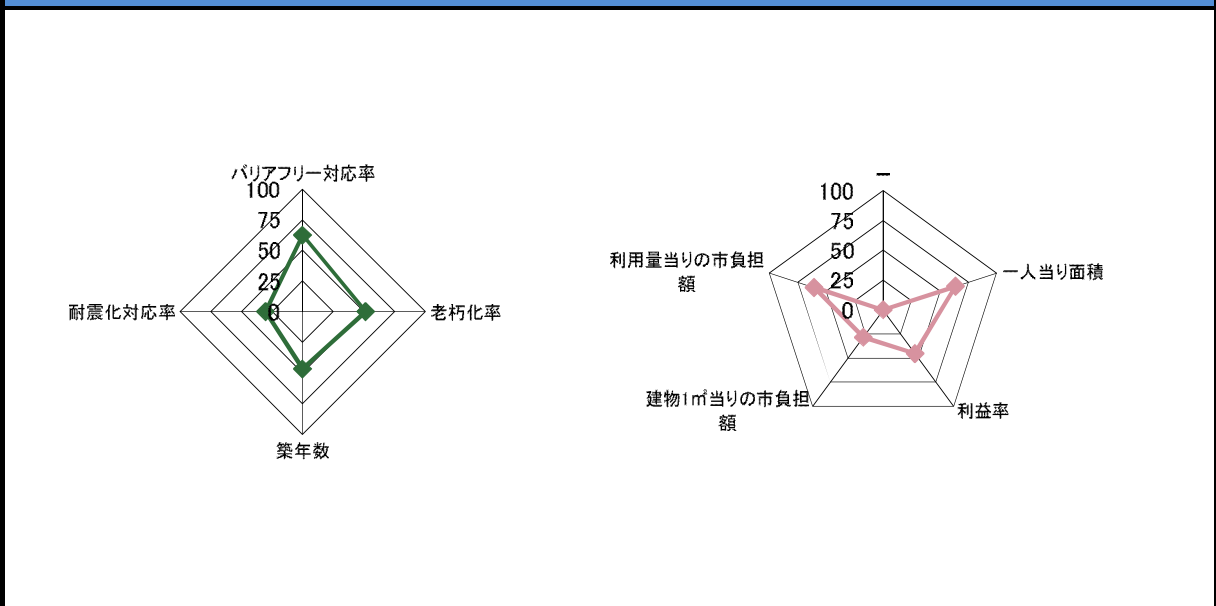 バリアフリー対応率
100
75
50
25
0
耐震化対応率
老朽化率
築年数
ー
100
75
50
25
0
利用量当りの市負担
額
一人当り面積
建物1㎡当りの市負担
額
利益率